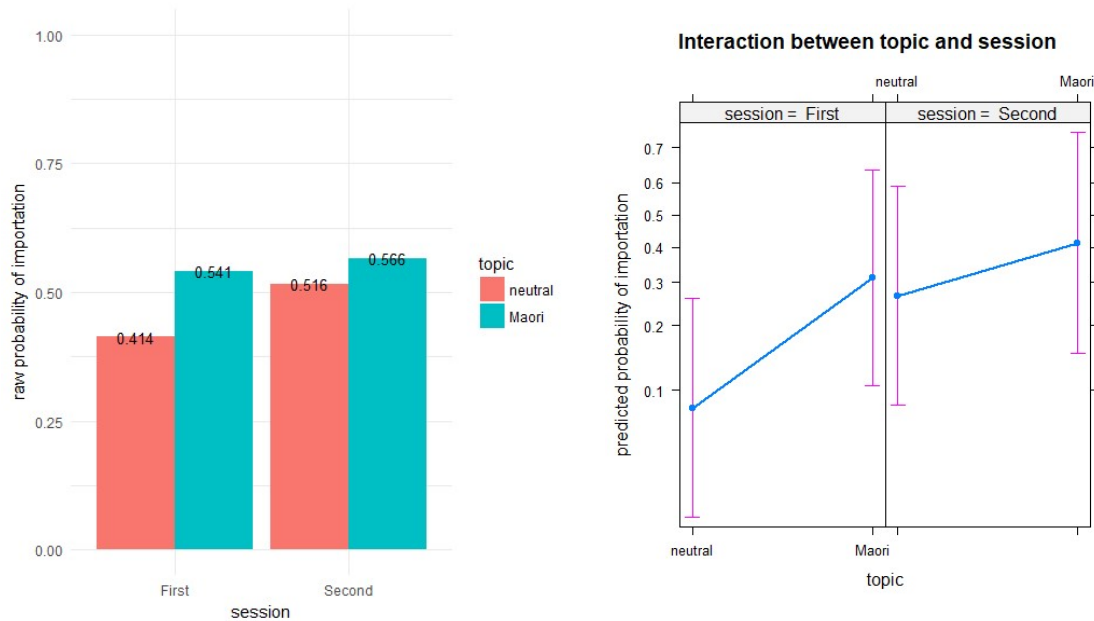 1.00
0.75
0.50
0.25
0.00
raw probability of importation
0.414
0.541
0.516
0.566
First
Second
session
topic
neutral
Maori
Interaction between topic and session
neutral
Maori
session = First
session = Second
0.7
0.6
0.5
0.4
0.3
0.2
0.1
predicted probability of importation
neutral
Maori
topic